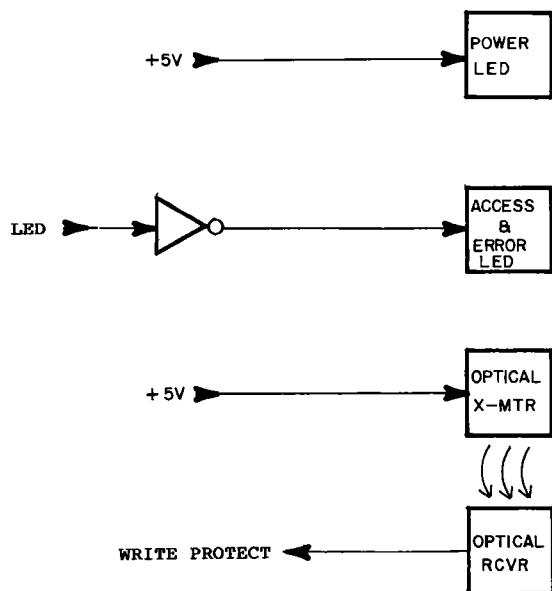 +5V
POWER
LED
LED
ACCESS
&
ERROR
LED
+5V
OPTICAL
X-MTR
WRITE PROTECT
OPTICAL
RCVR